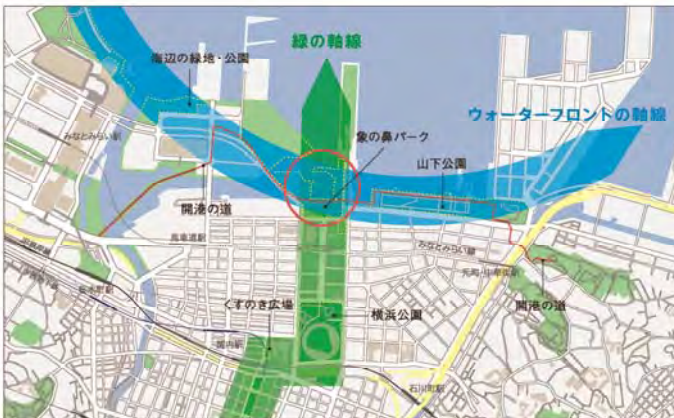 緑の軸線
海辺の緑地・公園
ウォーターフロントの軸線
象の鼻パーク
みなとみらい駅
山下公園
開港の道
馬車道駅
みなとみらい線
元町・中華街駅
開港の道
桜木町駅
くすのき広場
横浜公園
関内駅
石川町駅